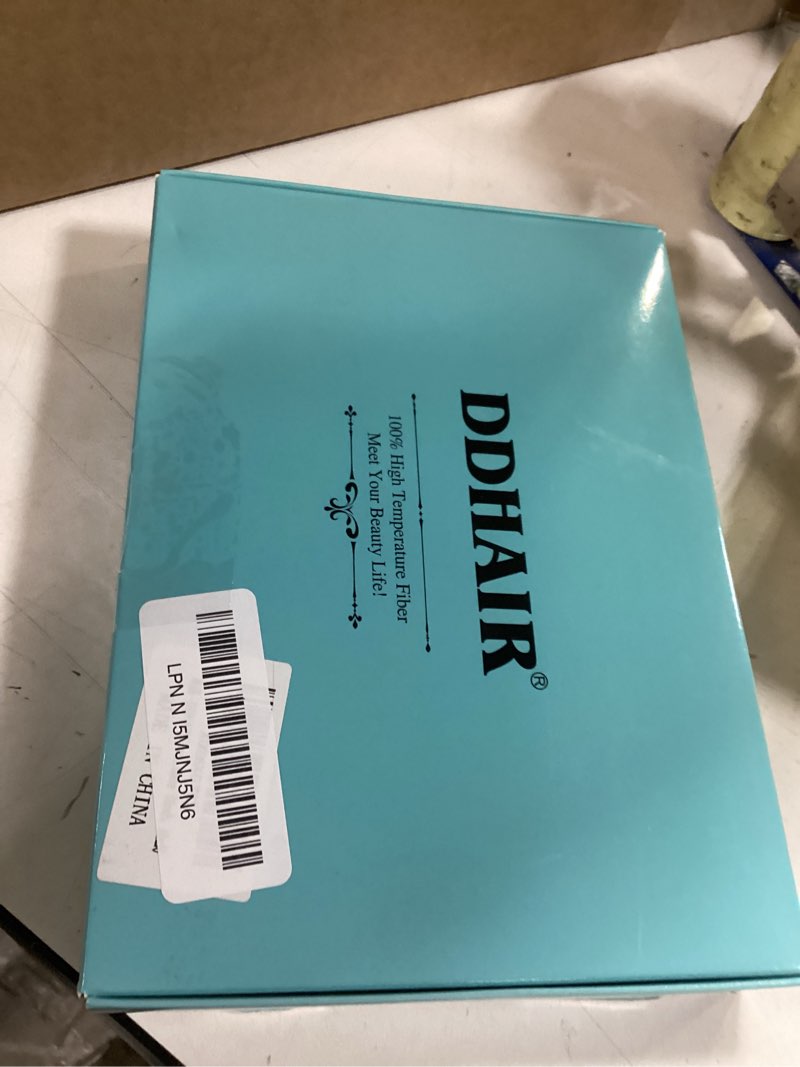 DDHAIR®
100% High Temperature Fiber
Meet Your Beauty Life!
LPN N I5MJNJ5N6
CHINA